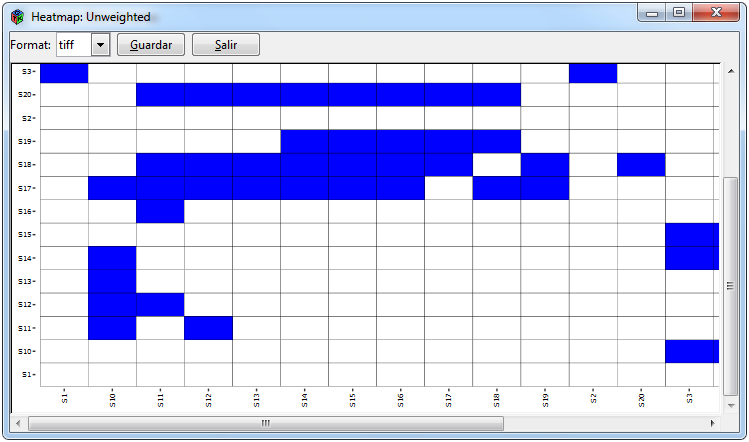 Heatmap: Unweighted
Format: tiff Guardar Salir
S3
S20
S2
S19
S18
S17
S16
S15
S14
S13
S12
S11
S10
S1
S1 S10 S11 S12 S13 S14 S15 S16 S17 S18 S19 S2 S20 S3